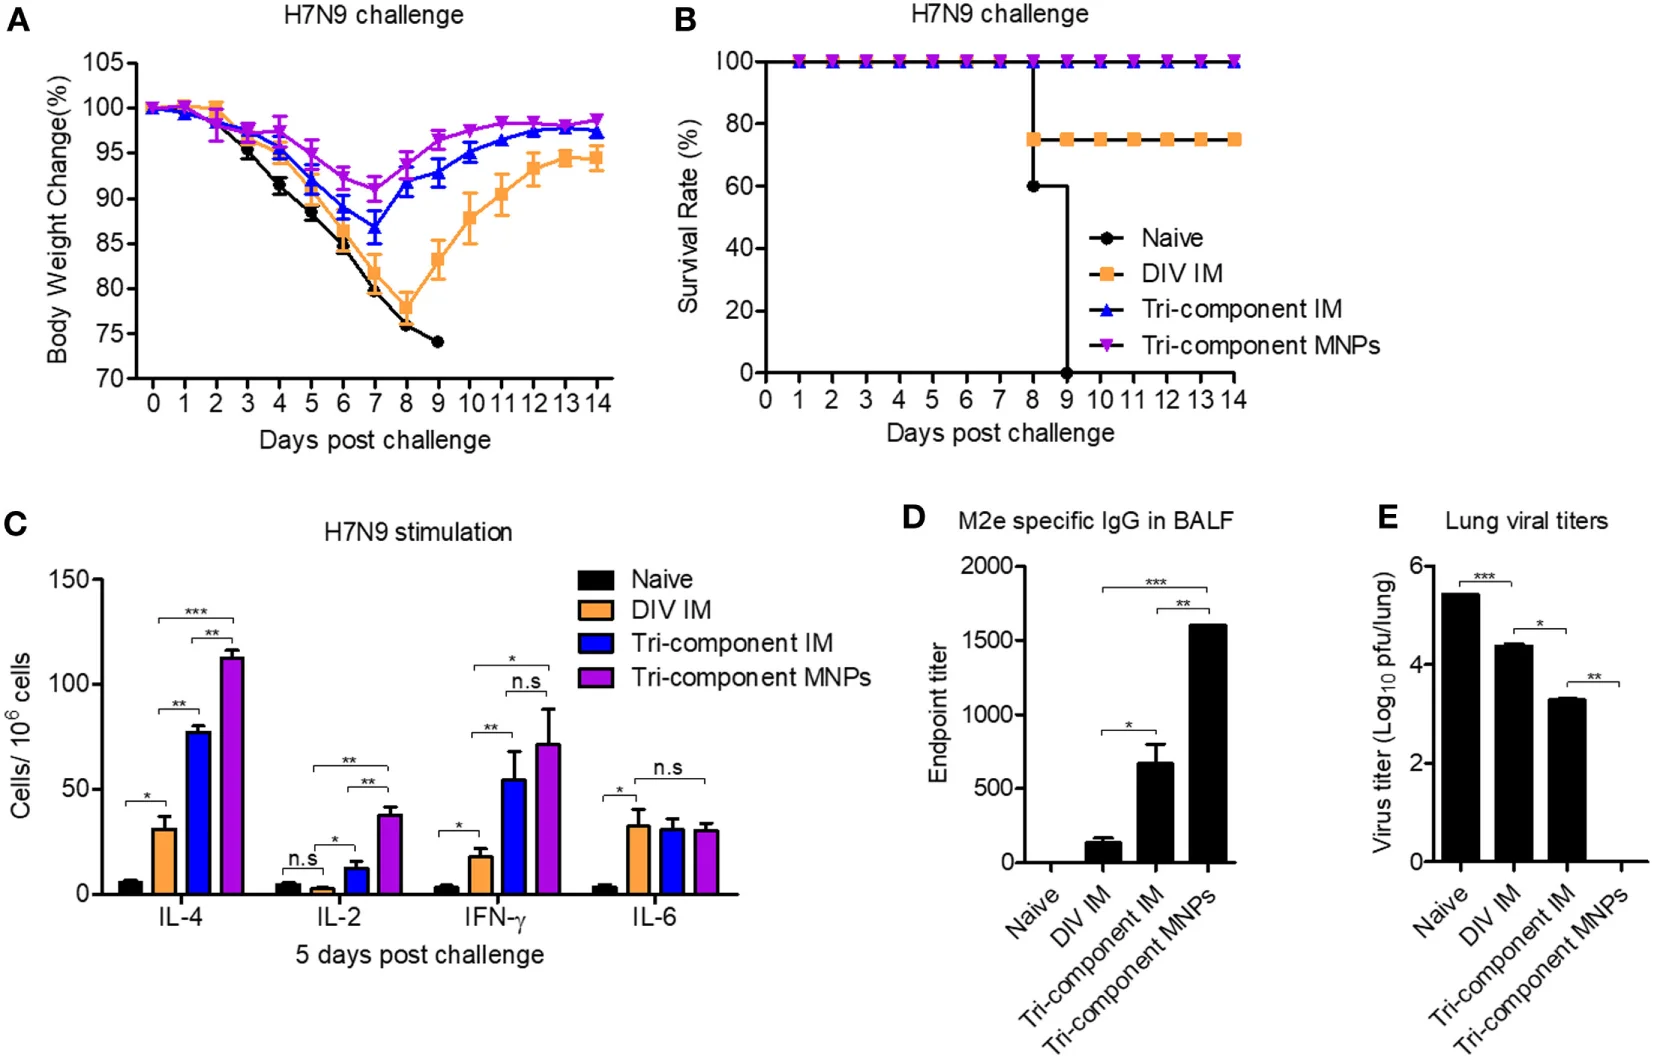 A
H7N9 challenge
105
100
95
90
85
80
75
70
Body Weight Change(%)
0 1 2 3 4 5 6 7 8 9 10 11 12 13 14
Days post challenge
B
H7N9 challenge
100
80
60
40
20
0
Survival Rate (%)
Naive
DIV IM
Tri-component IM
Tri-component MNPs
0 1 2 3 4 5 6 7 8 9 10 11 12 13 14
Days post challenge
C
H7N9 stimulation
150
100
50
0
Cells/ 10⁶ cells
Naive
DIV IM
Tri-component IM
Tri-component MNPs
***
**
**
*
**
**
*
n.s
*
n.s
**
*
n.s
*
IL-4 IL-2 IFN-γ IL-6
5 days post challenge
D
M2e specific IgG in BALF
2000
1500
1000
500
0
Endpoint titer
***
**
*
Naive
DIV IM
Tri-component IM
Tri-component MNPs
E
Lung viral titers
6
4
2
0
Virus titer (Log₁₀ pfu/lung)
***
*
**
Naive
DIV IM
Tri-component IM
Tri-component MNPs